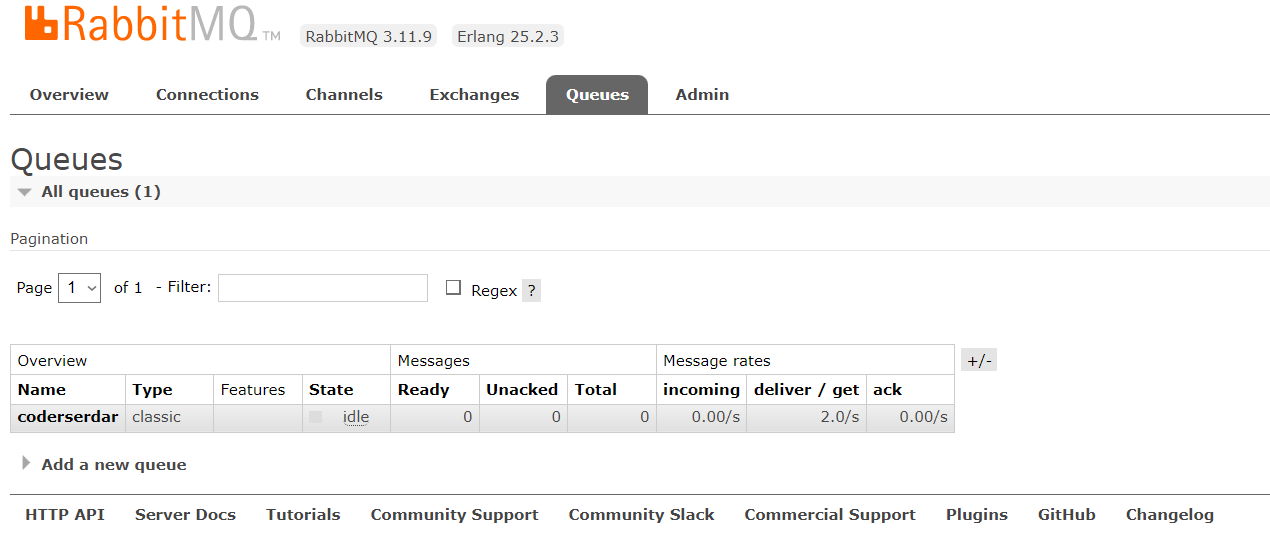 RabbitMQ TM RabbitMQ 3.11.9 Erlang 25.2.3
Overview Connections Channels Exchanges Queues Admin
Queues
All queues (1)
Pagination
Page 1 of 1 - Filter: Regex ?
Overview Messages Message rates +/-
Name Type Features State Ready Unacked Total incoming deliver / get ack
coderserdar classic idle 0 0 0 0.00/s 2.0/s 0.00/s
Add a new queue
HTTP API Server Docs Tutorials Community Support Community Slack Commercial Support Plugins GitHub Changelog